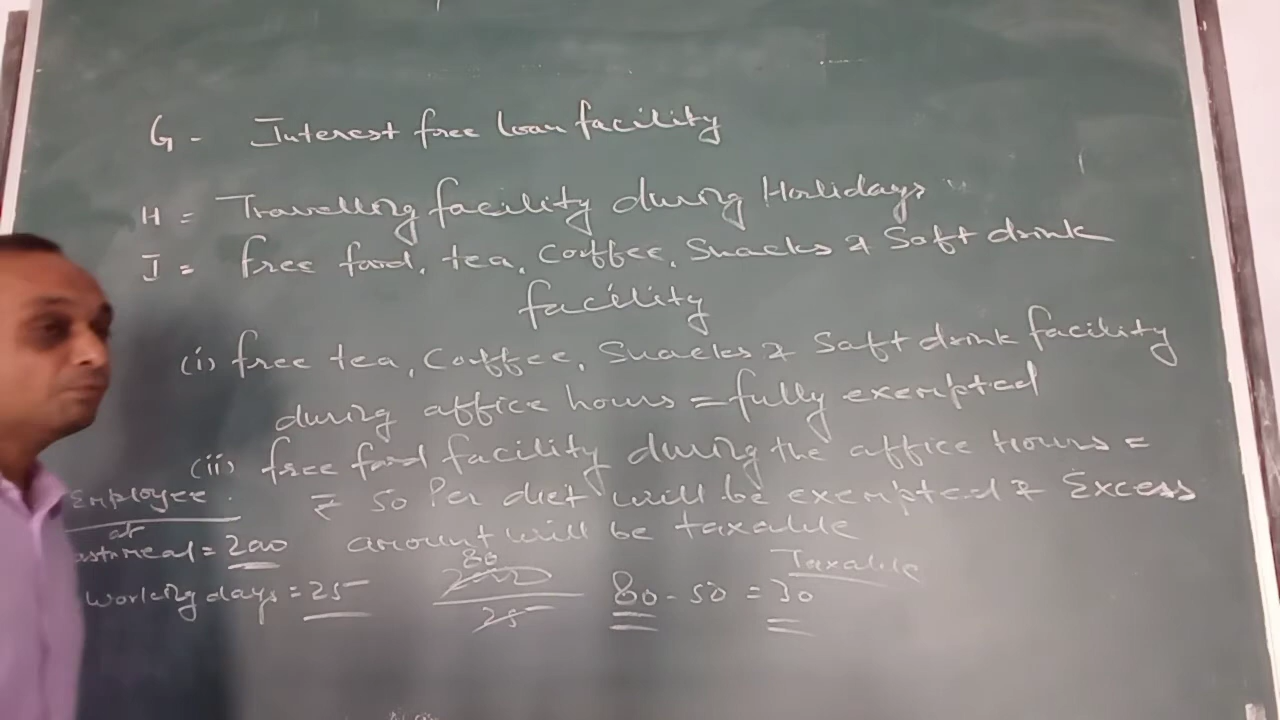 G - Interest free loan facility
H = Travelling facility during Holidays
I = free food, tea, Coffee, Snacks & Soft drink
facility
(i) free tea, Coffee, Snacks & Soft drink facility
during office hours = fully exempted
(ii) free food facility during the office Hours =
Employee. ₹ 50 Per diet will be exempted & Excess
amount will be taxable
meal = 200
80 Taxable
working days = 25 25 80 - 50 = 30